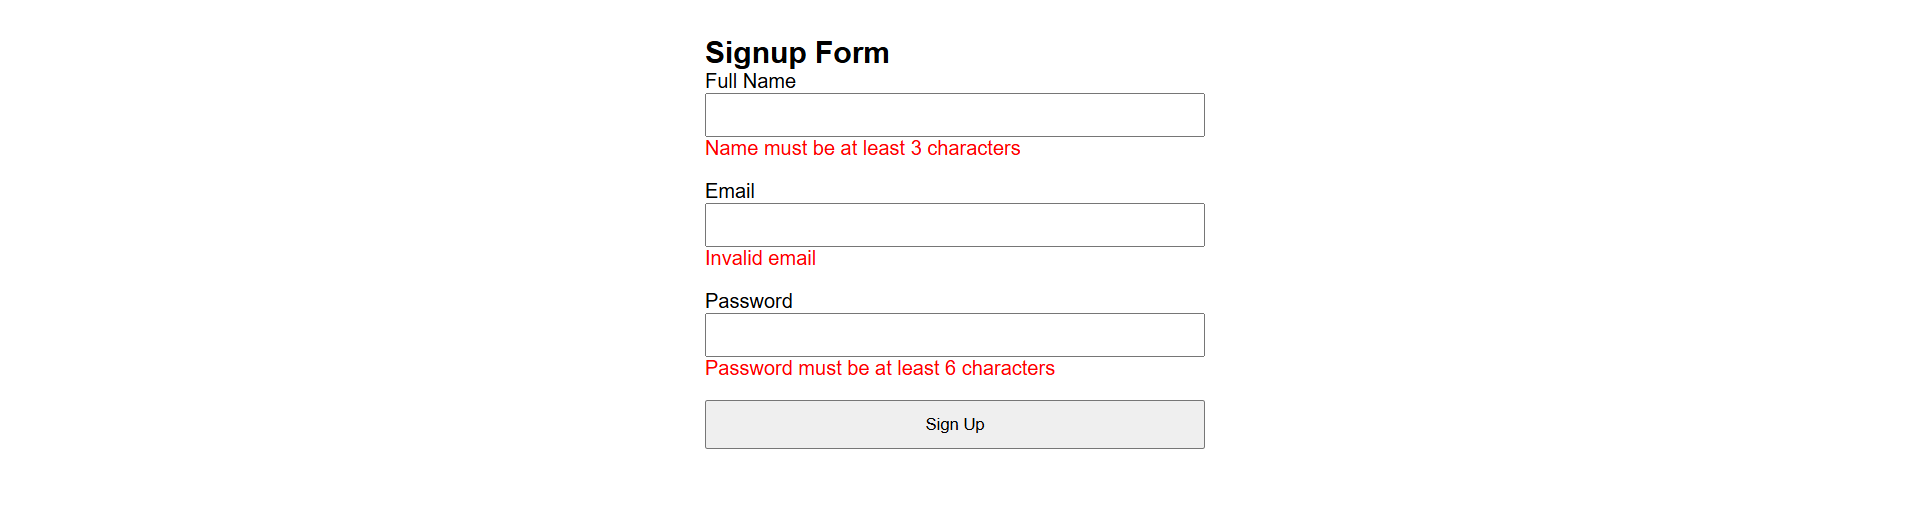 Signup Form
Full Name
Name must be at least 3 characters
Email
Invalid email
Password
Password must be at least 6 characters
Sign Up